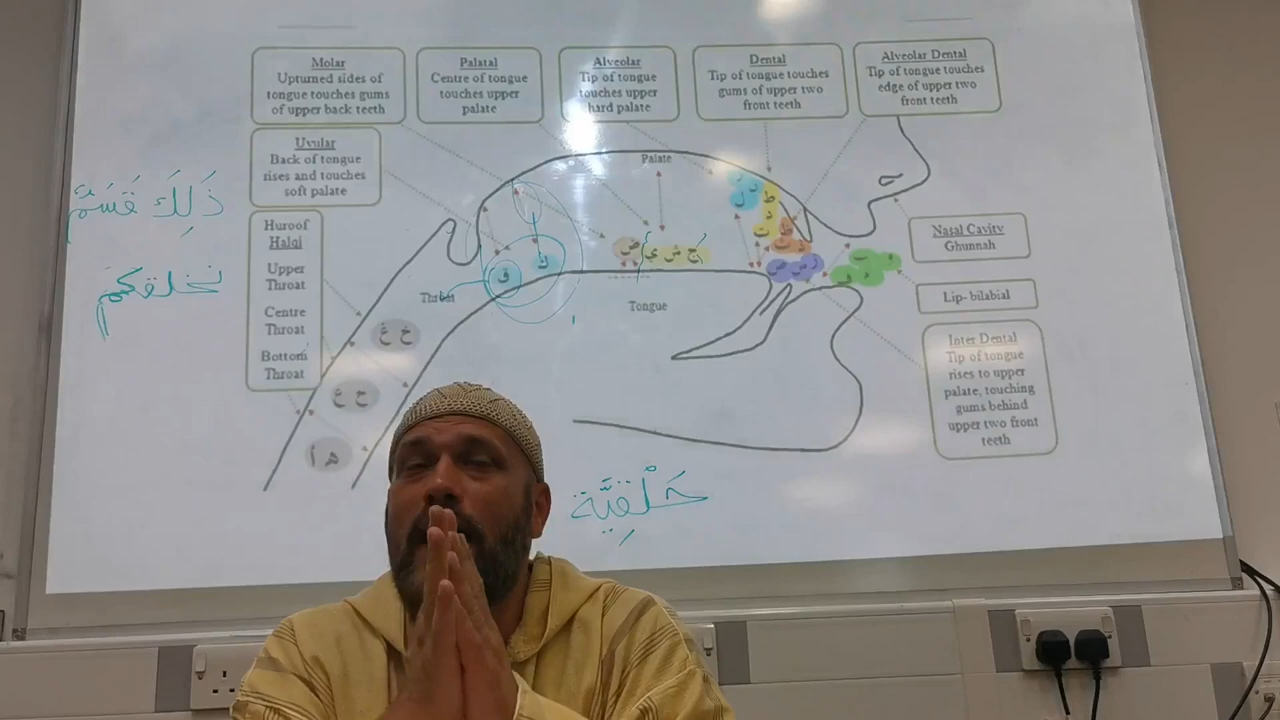 Molar
Upturned sides of
tongue touches gums
of upper back teeth
Palatal
Centre of tongue
touches upper
palate
Alveolar
Tip of tongue
touches upper
hard palate
Dental
Tip of tongue touches
gums of upper two
front teeth
Alveolar Dental
Tip of tongue touches
edge of upper two
front teeth
Uvular
Back of tongue
rises and touches
soft palate
Huroof
Halqi
Upper
Throat
Centre
Throat
Bottom
Throat
ذَلِكَ قَسَمٌ
نخلقكم
Palate
Throat
Tongue
ق
ك
ض
ج ش ي
ط
د
ت
ل
خ غ
ح ع
ه أ
Nasal Cavity
Ghunnah
Lip- bilabial
Inter Dental
Tip of tongue
rises to upper
palate, touching
gums behind
upper two front
teeth
حَلْقِيَّة